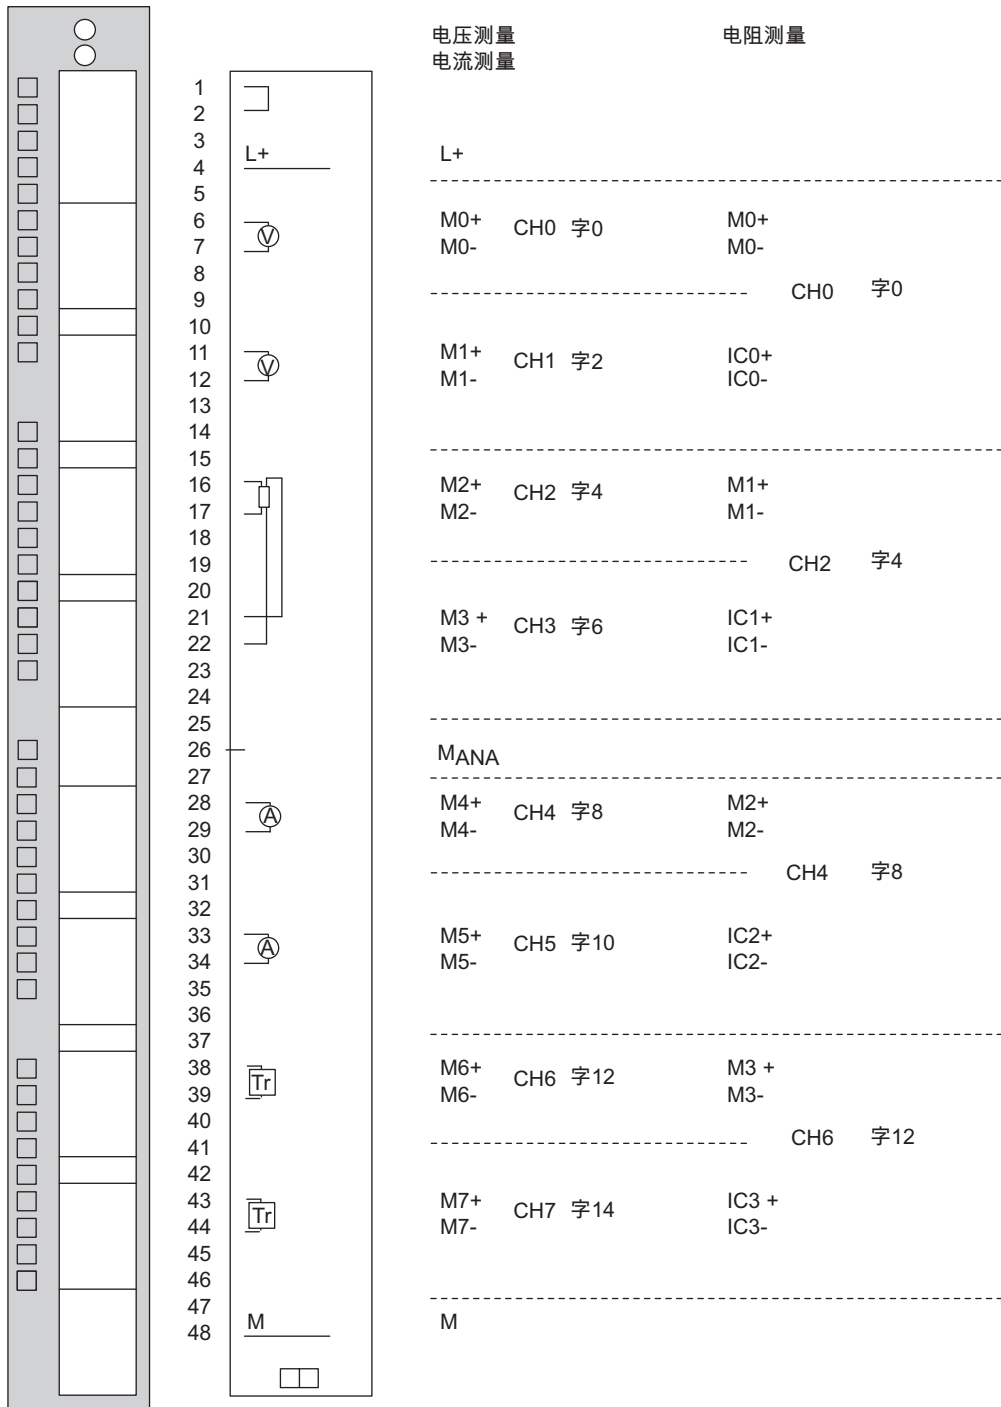 电压测量 电阻测量
电流测量
1
2
3
L+ L+
4
5
6 M0+ M0+
V CH0 字0
7 M0- M0-
8
CH0 字0
9
10
11 M1+ IC0+
V CH1 字2
12 M1- IC0-
13
14
15
16 M2+ M1+
CH2 字4
17 M2- M1-
18
19 CH2 字4
20
21 M3 + IC1+
CH3 字6
22 M3- IC1-
23
24
25
26 MANA
27
28 M4+ M2+
A CH4 字8
29 M4- M2-
30
CH4 字8
31
32
33 M5+ IC2+
A CH5 字10
34 M5- IC2-
35
36
37
38 M6+ M3 +
Tr CH6 字12
39 M6- M3-
40
CH6 字12
41
42
43 M7+ IC3 +
Tr CH7 字14
44 M7- IC3-
45
46
47
M M
48